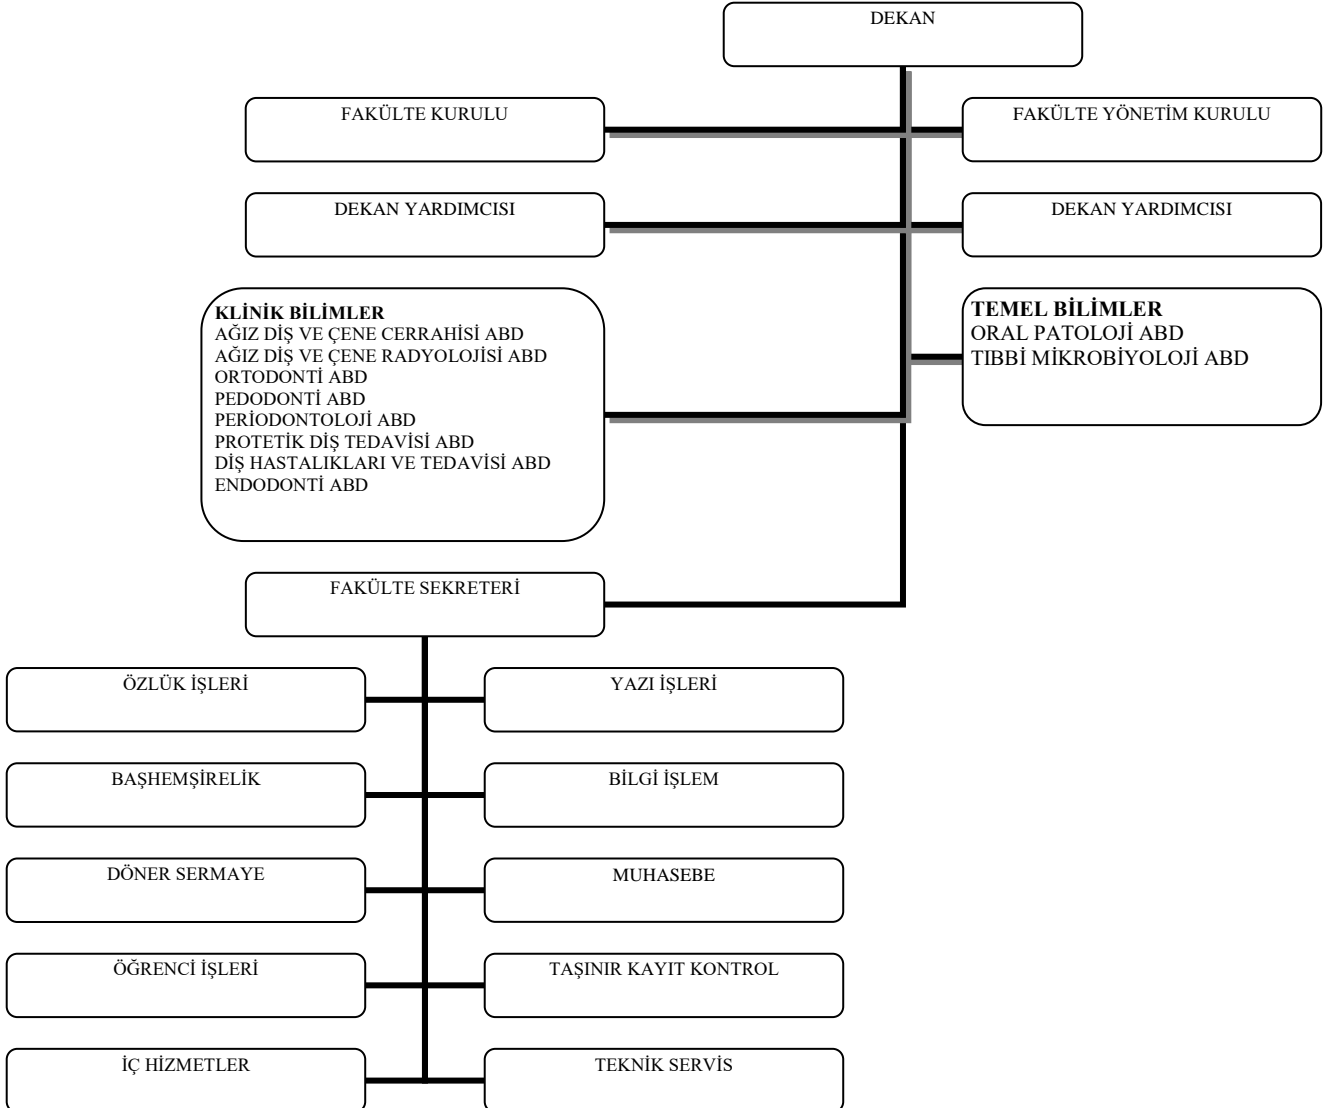 DEKAN
FAKÜLTE KURULU
FAKÜLTE YÖNETİM KURULU
DEKAN YARDIMCISI
DEKAN YARDIMCISI
KLİNİK BİLİMLER
AĞIZ DİŞ VE ÇENE CERRAHİSİ ABD
AĞIZ DİŞ VE ÇENE RADYOLOJİSİ ABD
ORTODONTİ ABD
PEDODONTİ ABD
PERİODONTOLOJİ ABD
PROTETİK DİŞ TEDAVİSİ ABD
DİŞ HASTALIKLARI VE TEDAVİSİ ABD
ENDODONTİ ABD
TEMEL BİLİMLER
ORAL PATOLOJİ ABD
TIBBİ MİKROBİYOLOJİ ABD
FAKÜLTE SEKRETERİ
ÖZLÜK İŞLERİ
YAZI İŞLERİ
BAŞHEMŞİRELİK
BİLGİ İŞLEM
DÖNER SERMAYE
MUHASEBE
ÖĞRENCİ İŞLERİ
TAŞINIR KAYIT KONTROL
İÇ HİZMETLER
TEKNİK SERVİS